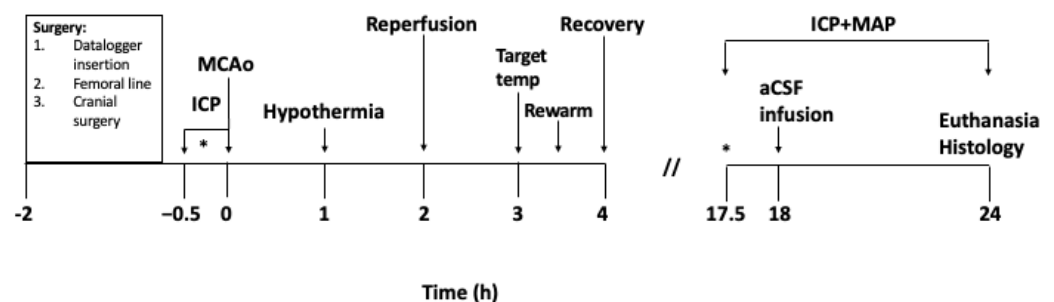 Surgery:
1. Datalogger
insertion
2. Femoral line
3. Cranial
surgery
ICP
*
MCAo
Hypothermia
Reperfusion
Target
temp
Rewarm
Recovery
//
ICP+MAP
*
aCSF
infusion
Euthanasia
Histology
-2
–0.5
0
1
2
3
4
17.5
18
24
Time (h)